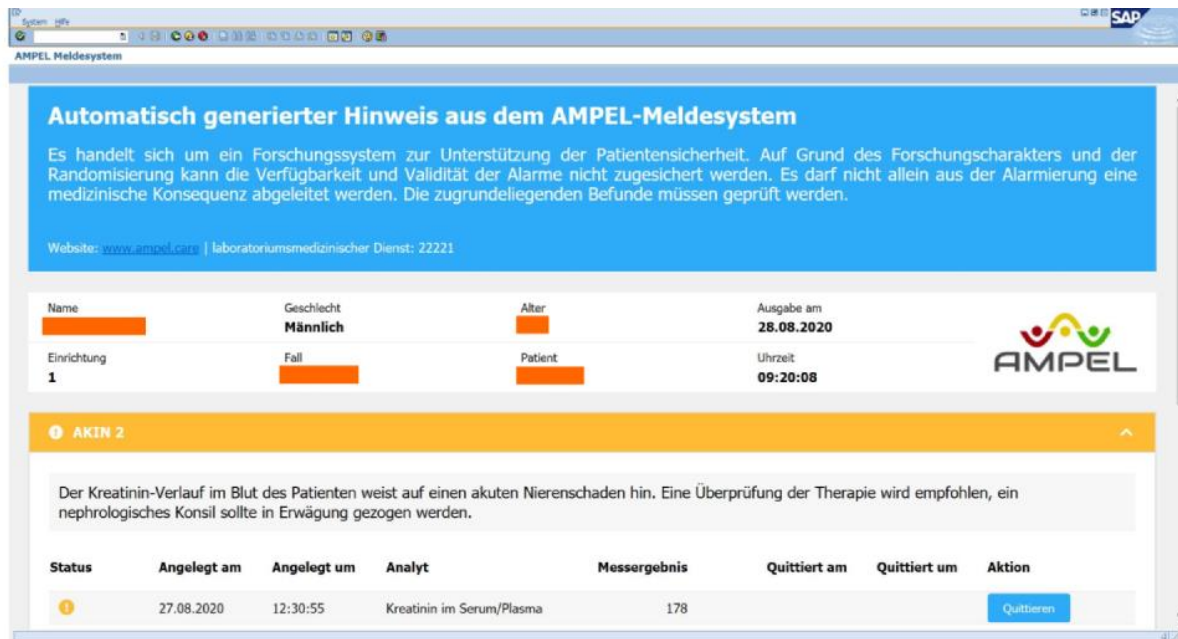 System Hilfe
SAP
AMPEL Meldesystem
Automatisch generierter Hinweis aus dem AMPEL-Meldesystem
Es handelt sich um ein Forschungssystem zur Unterstützung der Patientensicherheit. Auf Grund des Forschungscharakters und der
Randomisierung kann die Verfügbarkeit und Validität der Alarme nicht zugesichert werden. Es darf nicht allein aus der Alarmierung eine
medizinische Konsequenz abgeleitet werden. Die zugrundeliegenden Befunde müssen geprüft werden.
Website: www.ampel.care | laboratoriumsmedizinischer Dienst: 22221
Name Geschlecht Alter Ausgabe am
Männlich 28.08.2020
Einrichtung Fall Patient Uhrzeit
1 09:20:08
AMPEL
AKIN 2
Der Kreatinin-Verlauf im Blut des Patienten weist auf einen akuten Nierenschaden hin. Eine Überprüfung der Therapie wird empfohlen, ein
nephrologisches Konsil sollte in Erwägung gezogen werden.
Status Angelegt am Angelegt um Analyt Messergebnis Quittiert am Quittiert um Aktion
27.08.2020 12:30:55 Kreatinin im Serum/Plasma 178 Quittieren